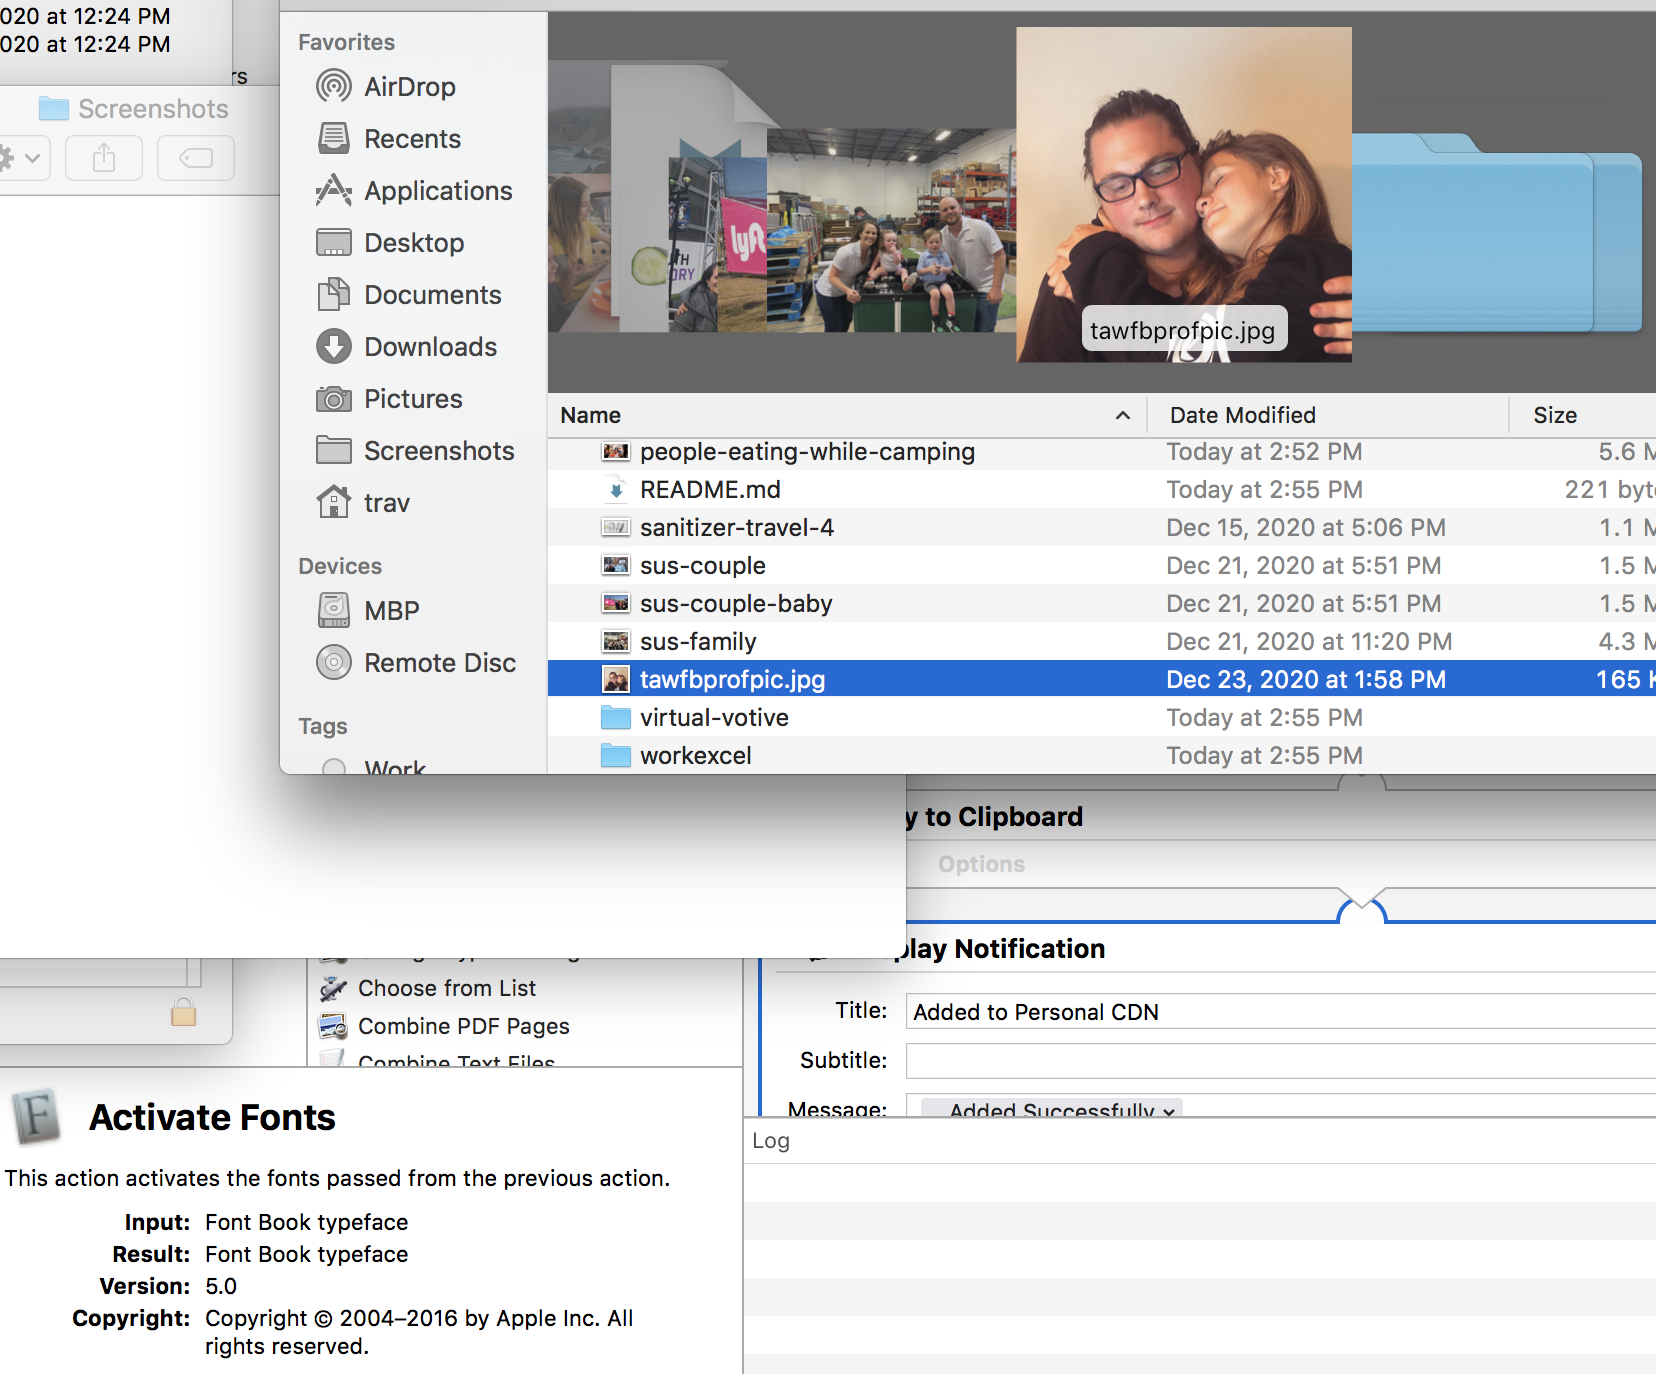 020 at 12:24 PM
020 at 12:24 PM
rs
Screenshots
Favorites
AirDrop
Recents
Applications
Desktop
Documents
Downloads
Pictures
Screenshots
trav
Devices
MBP
Remote Disc
Tags
Work
lyft
TH
ORY
tawfbprofpic.jpg
Name Date Modified Size
people-eating-while-camping Today at 2:52 PM 5.6 M
README.md Today at 2:55 PM 221 byte
sanitizer-travel-4 Dec 15, 2020 at 5:06 PM 1.1 M
sus-couple Dec 21, 2020 at 5:51 PM 1.5 M
sus-couple-baby Dec 21, 2020 at 5:51 PM 1.5 M
sus-family Dec 21, 2020 at 11:20 PM 4.3 M
tawfbprofpic.jpg Dec 23, 2020 at 1:58 PM 165 K
virtual-votive Today at 2:55 PM
workexcel Today at 2:55 PM
y to Clipboard
Options
play Notification
Title: Added to Personal CDN
Subtitle:
Message: Added Successfully
Log
Choose from List
Combine PDF Pages
Combine Text Files
Activate Fonts
This action activates the fonts passed from the previous action.
Input: Font Book typeface
Result: Font Book typeface
Version: 5.0
Copyright: Copyright © 2004–2016 by Apple Inc. All
rights reserved.